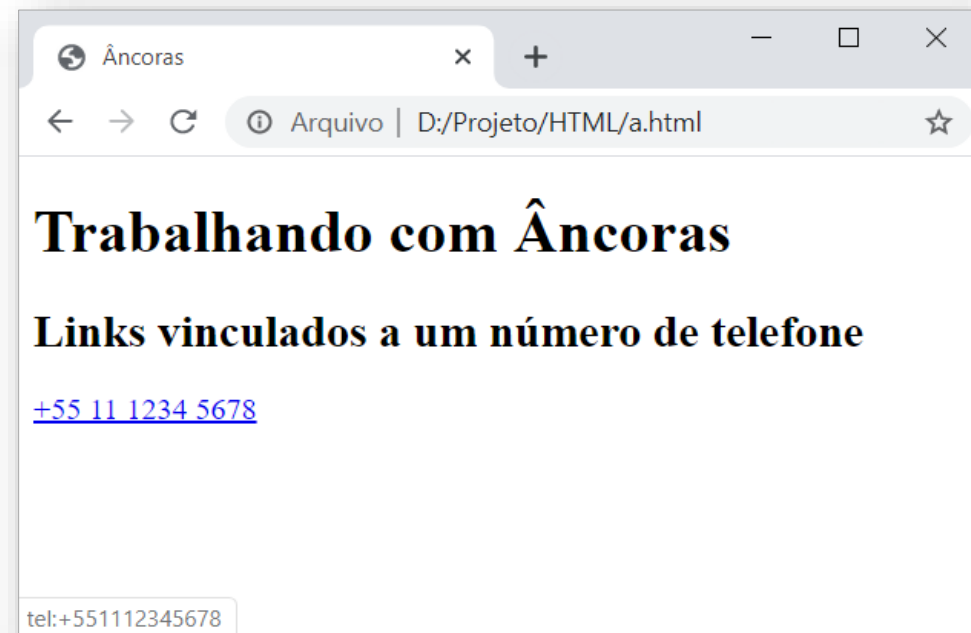 Âncoras
Arquivo | D:/Projeto/HTML/a.html
Trabalhando com Âncoras
Links vinculados a um número de telefone
+55 11 1234 5678
tel:+551112345678